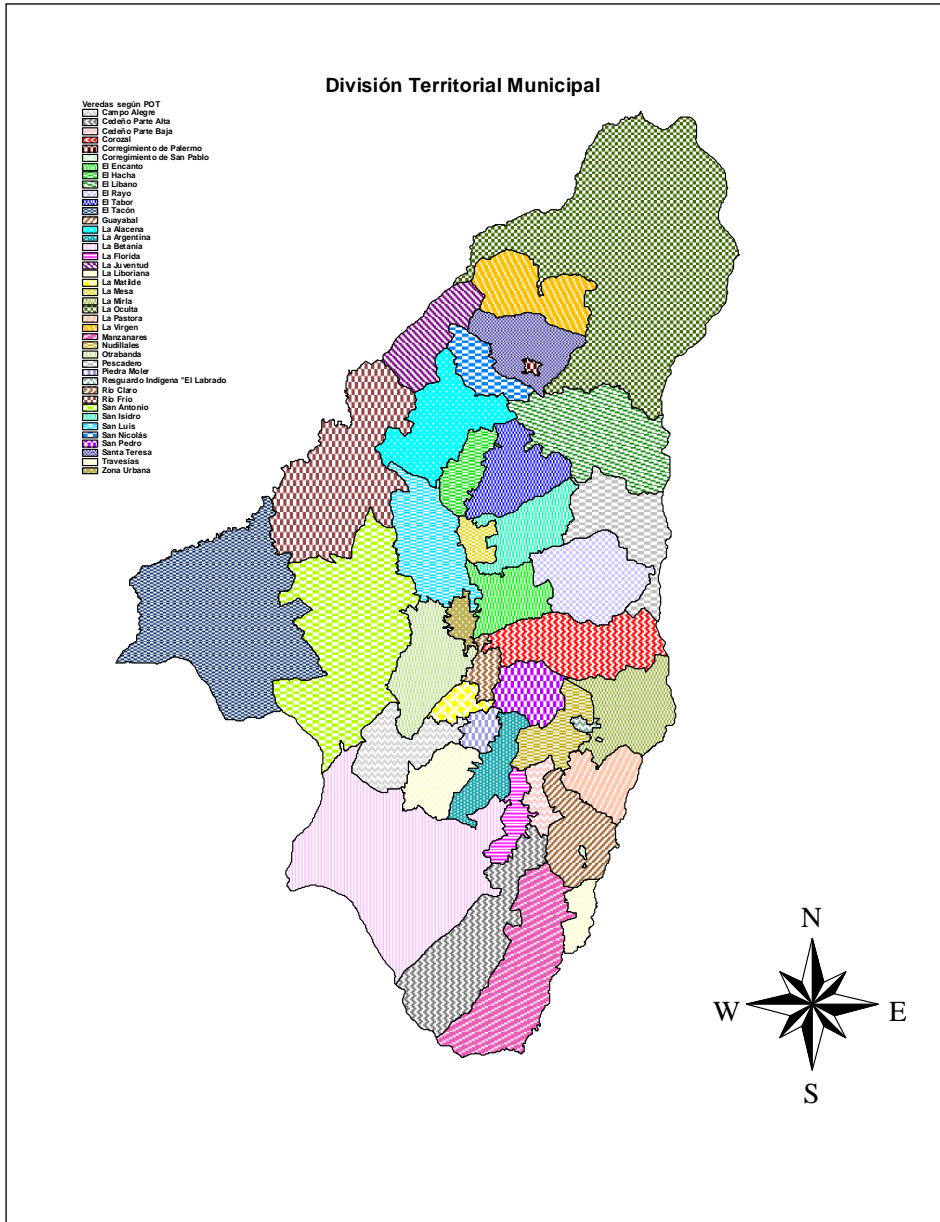 División Territorial Municipal
Veredas según POT
Campo Alegre
Cedeño Parte Alta
Cedeño Parte Baja
Corozal
Corregimiento de Palermo
Corregimiento de San Pablo
El Encanto
El Hacha
El Líbano
El Rayo
El Tabor
El Tacón
Guayabal
La Alacena
La Argentina
La Betania
La Florida
La Juventud
La Liboriana
La Matilde
La Mesa
La Mirla
La Oculta
La Pastora
La Virgen
Manzanares
Nudillales
Otrabanda
Pescadero
Piedra Moler
Resguardo Indígena "El Labrado
Río Claro
Río Frío
San Antonio
San Isidro
San Luis
San Nicolás
San Pedro
Santa Teresa
Travesías
Zona Urbana
N
W
E
S